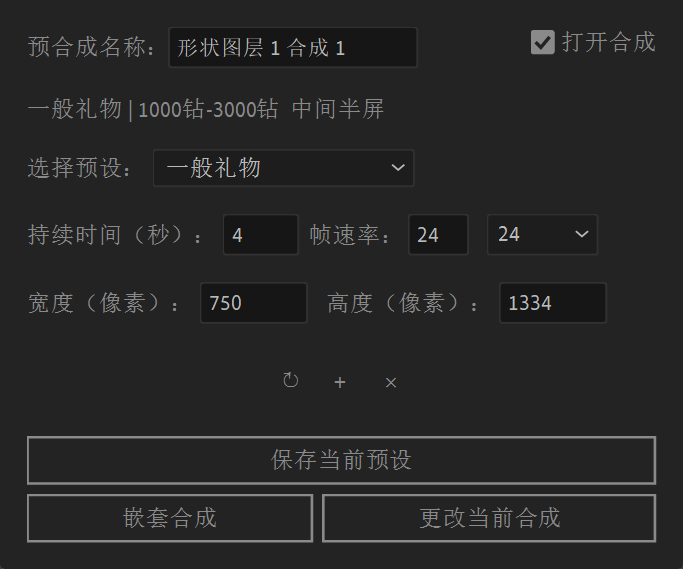 预合成名称： 形状图层 1 合成 1 打开合成
一般礼物 | 1000钻-3000钻 中间半屏
选择预设： 一般礼物
持续时间（秒）： 4 帧速率： 24 24
宽度（像素）： 750 高度（像素）： 1334
↻ + ×
保存当前预设
嵌套合成 更改当前合成